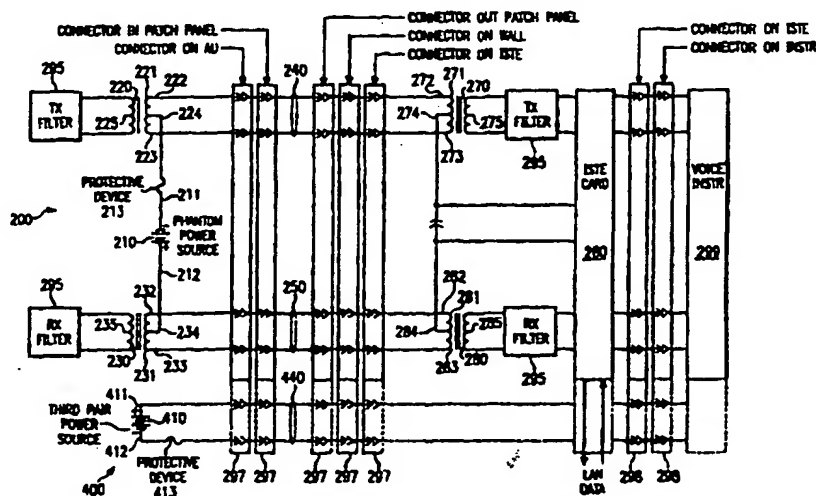 CONNECTOR OUT PATCH PANEL
CONNECTOR ON WALL
CONNECTOR ON ISTE
CONNECTOR IN PATCH PANEL
CONNECTOR ON AU
CONNECTOR ON ISTE
CONNECTOR ON INSTR
295
220
221
222
240
272
271
270
TX
FILTER
225
224
223
274
273
275
TX
FILTER
295
PROTECTIVE
DEVICE
213
211
200
PHANTOM
POWER
SOURCE
210
212
ISTE
CARD
280
VOICE
INSTR
299
295
RX
FILTER
235
232
234
230
231
233
250
282
281
284
285
283
280
RX
FILTER
295
411
THIRD PAIR
POWER
SOURCE
410
412
440
400
PROTECTIVE
DEVICE
413
297
297
297
297
297
LAN
DATA
298
298